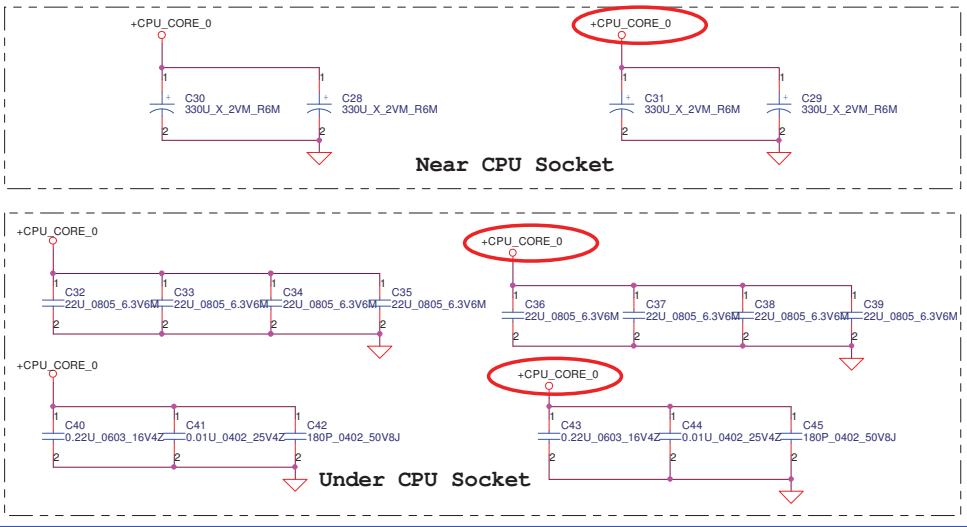 +CPU_CORE_0 +CPU_CORE_0
1 1 1 1
C30 C28 C31 C29
330U_X_2VM_R6M 330U_X_2VM_R6M 330U_X_2VM_R6M 330U_X_2VM_R6M
2 2 2 2
Near CPU Socket
+CPU_CORE_0 +CPU_CORE_0
1 1 1 1 1 1 1 1
C32 C33 C34 C35 C36 C37 C38 C39
22U_0805_6.3V6M 22U_0805_6.3V6M 22U_0805_6.3V6M 22U_0805_6.3V6M 22U_0805_6.3V6M 22U_0805_6.3V6M 22U_0805_6.3V6M 22U_0805_6.3V6M
2 2 2 2 2 2 2 2
+CPU_CORE_0 +CPU_CORE_0
1 1 1 1 1 1
C40 C41 C42 C43 C44 C45
0.22U_0603_16V4Z 0.01U_0402_25V4Z 180P_0402_50V8J 0.22U_0603_16V4Z 0.01U_0402_25V4Z 180P_0402_50V8J
2 2 2 2 2 2
Under CPU Socket